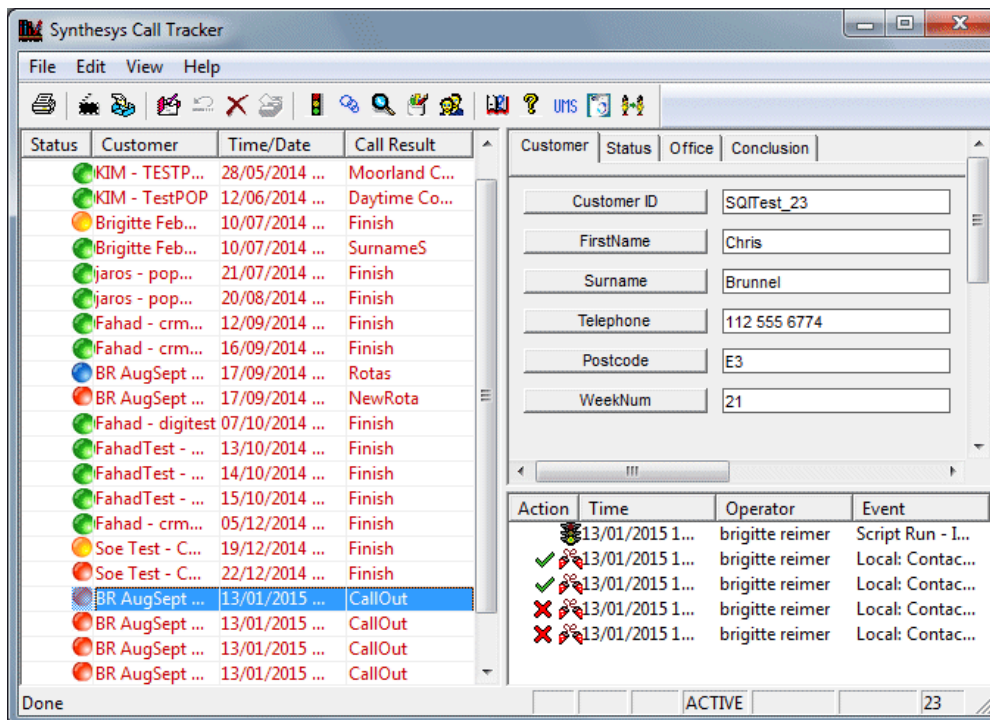 Synthesys Call Tracker
File Edit View Help
UMS
Status Customer Time/Date Call Result
KIM - TESTP... 28/05/2014 ... Moorland C...
KIM - TestPOP 12/06/2014 ... Daytime Co...
Brigitte Feb... 10/07/2014 ... Finish
Brigitte Feb... 10/07/2014 ... SurnameS
jaros - pop... 21/07/2014 ... Finish
jaros - pop... 20/08/2014 ... Finish
Fahad - crm... 12/09/2014 ... Finish
Fahad - crm... 16/09/2014 ... Finish
BR AugSept ... 17/09/2014 ... Rotas
BR AugSept ... 17/09/2014 ... NewRota
Fahad - digitest 07/10/2014 ... Finish
FahadTest - ... 13/10/2014 ... Finish
FahadTest - ... 14/10/2014 ... Finish
FahadTest - ... 15/10/2014 ... Finish
Fahad - crm... 05/12/2014 ... Finish
Soe Test - C... 19/12/2014 ... Finish
Soe Test - C... 22/12/2014 ... Finish
BR AugSept ... 13/01/2015 ... CallOut
BR AugSept ... 13/01/2015 ... CallOut
BR AugSept ... 13/01/2015 ... CallOut
BR AugSept ... 13/01/2015 ... CallOut
Customer Status Office Conclusion
Customer ID SQlTest_23
FirstName Chris
Surname Brunnel
Telephone 112 555 6774
Postcode E3
WeekNum 21
Action Time Operator Event
13/01/2015 1... brigitte reimer Script Run - I...
13/01/2015 1... brigitte reimer Local: Contac...
13/01/2015 1... brigitte reimer Local: Contac...
13/01/2015 1... brigitte reimer Local: Contac...
13/01/2015 1... brigitte reimer Local: Contac...
Done ACTIVE 23